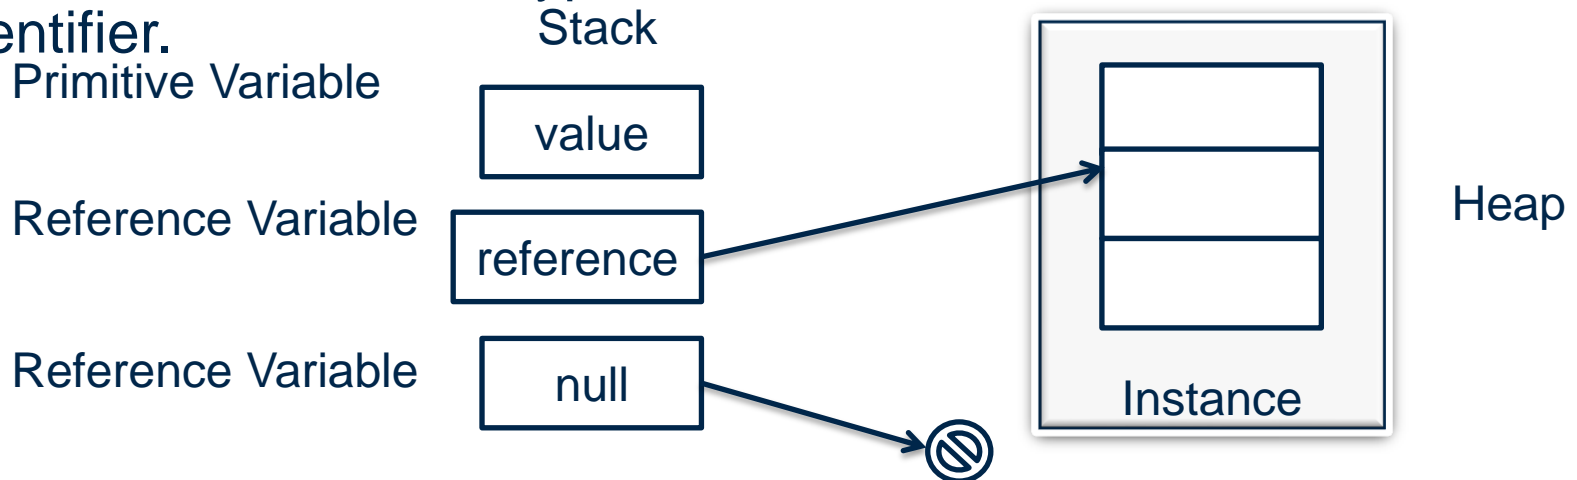 entifier.
Stack
Primitive Variable
value
Reference Variable
reference
Heap
Reference Variable
null
Instance